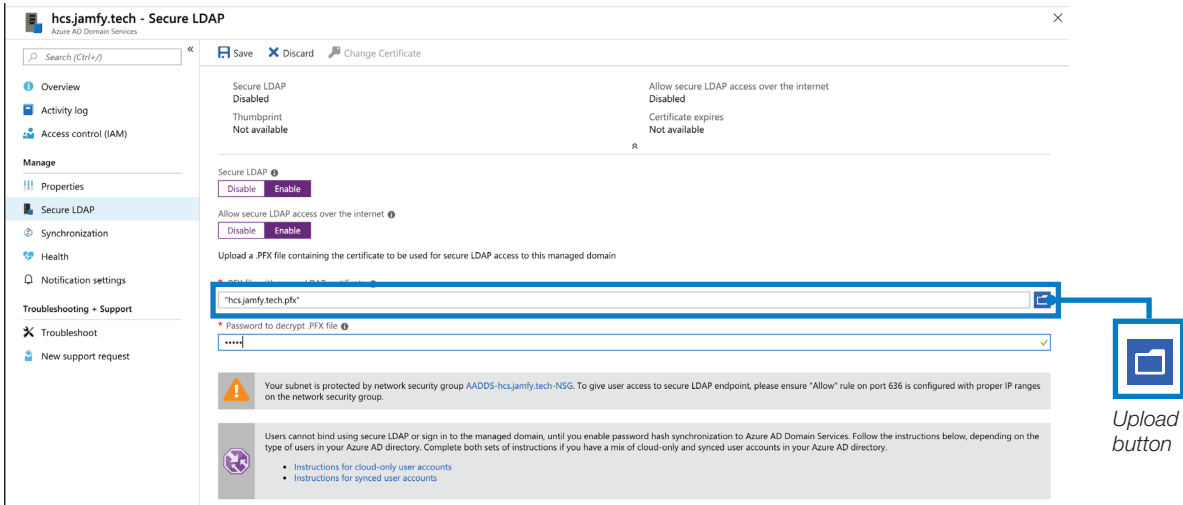 hcs.jamfy.tech - Secure LDAP
Azure AD Domain Services
Search (Ctrl+/)
Overview
Activity log
Access control (IAM)
Manage
Properties
Secure LDAP
Synchronization
Health
Notification settings
Troubleshooting + Support
Troubleshoot
New support request
Save Discard Change Certificate
Secure LDAP
Disabled
Allow secure LDAP access over the internet
Disabled
Thumbprint
Not available
Certificate expires
Not available
Secure LDAP
Disable Enable
Allow secure LDAP access over the internet
Disable Enable
Upload a .PFX file containing the certificate to be used for secure LDAP access to this managed domain
* .PFX file with secure LDAP certificate
"hcs.jamfy.tech.pfx"
* Password to decrypt .PFX file
•••••
Your subnet is protected by network security group AADDS-hcs.jamfy.tech-NSG. To give user access to secure LDAP endpoint, please ensure "Allow" rule on port 636 is configured with proper IP ranges
on the network security group.
Users cannot bind using secure LDAP or sign in to the managed domain, until you enable password hash synchronization to Azure AD Domain Services. Follow the instructions below, depending on the
type of users in your Azure AD directory. Complete both sets of instructions if you have a mix of cloud-only and synced user accounts in your Azure AD directory.
• Instructions for cloud-only user accounts
• Instructions for synced user accounts
Upload
button